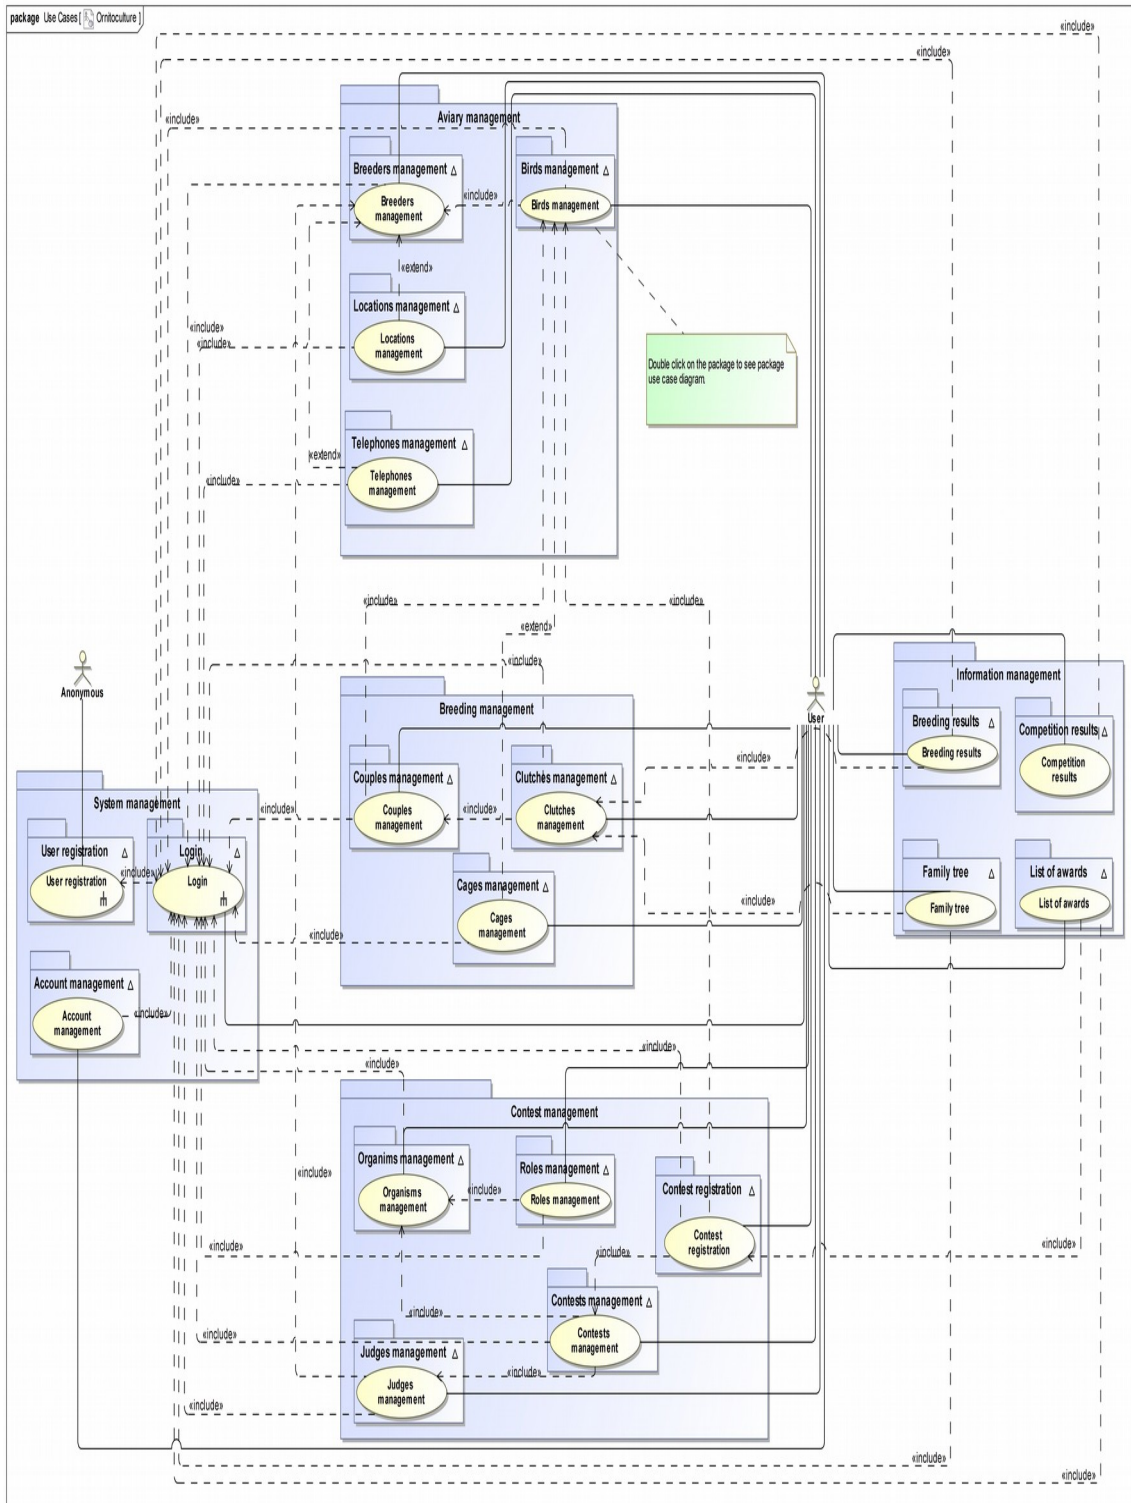 package Use Cases [ Ornitoculture ]
«include»
«include»
Aviary management
«include»
Breeders management
Birds management
Breeders
management
«include»
Birds management
«extend»
Locations management
«include»
«include»
Locations
management
Double click on the package to see package
use case diagram.
Telephones management
«extend»
Telephones
management
«include»
«include»
«include»
«extend»
«include»
Anonymous
User
Information management
Breeding management
Breeding results
Competition results
Breeding results
Competition
results
«include»
Couples management
Clutches management
System management
«include»
Couples
management
«include»
Clutches
management
User registration
Login
User registration
«include»
Login
Family tree
List of awards
Cages management
«include»
Family tree
List of awards
Cages
management
«include»
Account management
Account
management
«include»
«include»
«include»
Contest management
Organims management
Roles management
«include»
Contest registration
Organisms
management
«include»
Roles management
Contest
registration
«include»
«include»
«include»
Contests management
«include»
«include»
Contests
management
Judges management
«include»
Judges
management
«include»
«include»
«include»